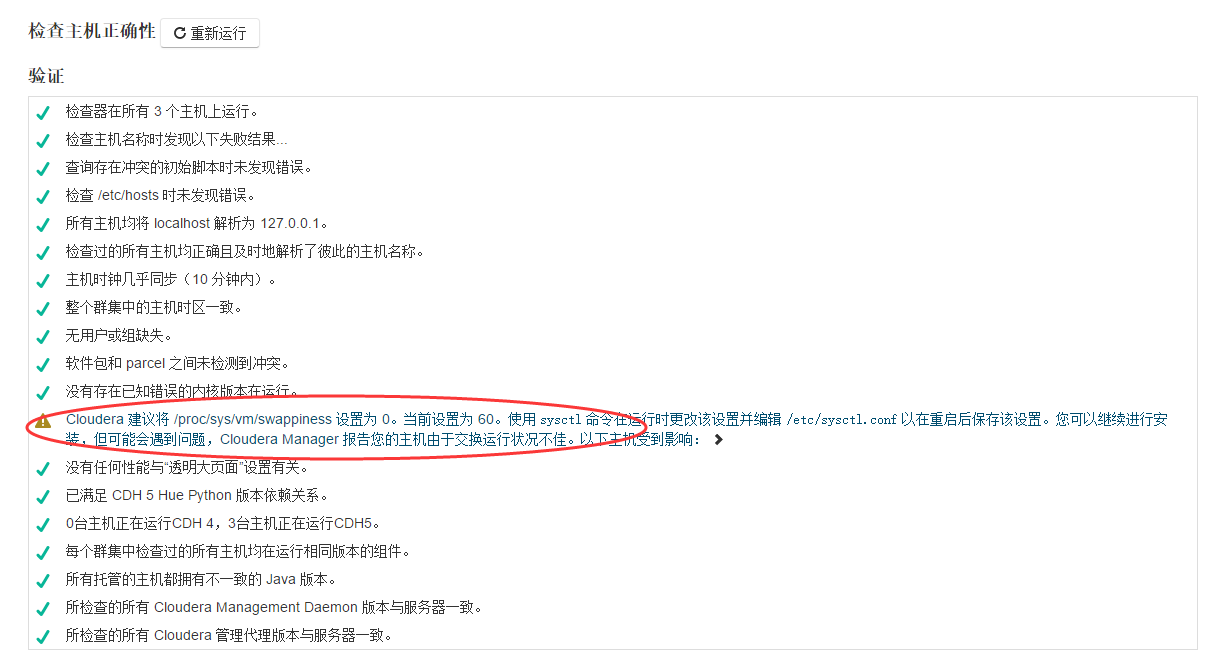 检查主机正确性 重新运行
验证
检查器在所有 3 个主机上运行。
检查主机名称时发现以下失败结果...
查询存在冲突的初始脚本时未发现错误。
检查 /etc/hosts 时未发现错误。
所有主机均将 localhost 解析为 127.0.0.1。
检查过的所有主机均正确且及时地解析了彼此的主机名称。
主机时钟几乎同步（10 分钟内）。
整个群集中的主机时区一致。
无用户或组缺失。
软件包和 parcel 之间未检测到冲突。
没有存在已知错误的内核版本在运行。
Cloudera 建议将 /proc/sys/vm/swappiness 设置为 0。当前设置为 60。使用 sysctl 命令在运行时更改该设置并编辑 /etc/sysctl.conf 以在重启后保存该设置。您可以继续进行安
装，但可能会遇到问题，Cloudera Manager 报告您的主机由于交换运行状况不佳。以下主机受到影响：
没有任何性能与“透明大页面”设置有关。
已满足 CDH 5 Hue Python 版本依赖关系。
0台主机正在运行CDH 4，3台主机正在运行CDH5。
每个群集中检查过的所有主机均在运行相同版本的组件。
所有托管的主机都拥有不一致的 Java 版本。
所检查的所有 Cloudera Management Daemon 版本与服务器一致。
所检查的所有 Cloudera 管理代理版本与服务器一致。